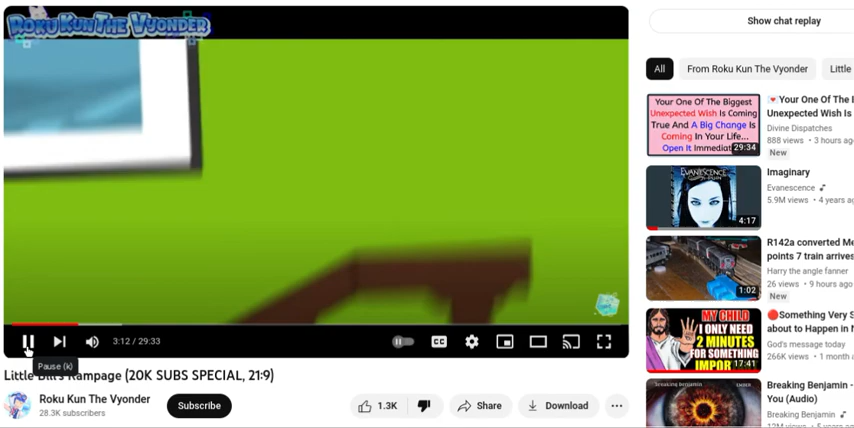 ROKU KUN THE VYONDER
3:12 / 29:33
CC
Pause (k)
Little Bill's Rampage (20K SUBS SPECIAL, 21:9)
Roku Kun The Vyonder
28.3K subscribers
Subscribe
1.3K
Share
Download
Show chat replay
All
From Roku Kun The Vyonder
Little
Your One Of The Biggest
Unexpected Wish Is Coming
True And A Big Change Is
Coming In Your Life...
Open It Immediat
29:34
💌Your One Of The
Unexpected Wish Is
Divine Dispatches
888 views • 3 hours ag
New
EVANESCENCE
4:17
Imaginary
Evanescence
5.9M views • 4 years a
1:02
R142a converted Me
points 7 train arrives
Harry the angle fanner
26 views • 9 hours ago
New
MY CHILD
I ONLY NEED
2 MINUTES
FOR SOMETHING
IMPOR
17:41
🔴Something Very S
about to Happen in
God's message today
266K views • 1 month a
BREAKING BENJAMIN
Breaking Benjamin -
You (Audio)
Breaking Benjamin